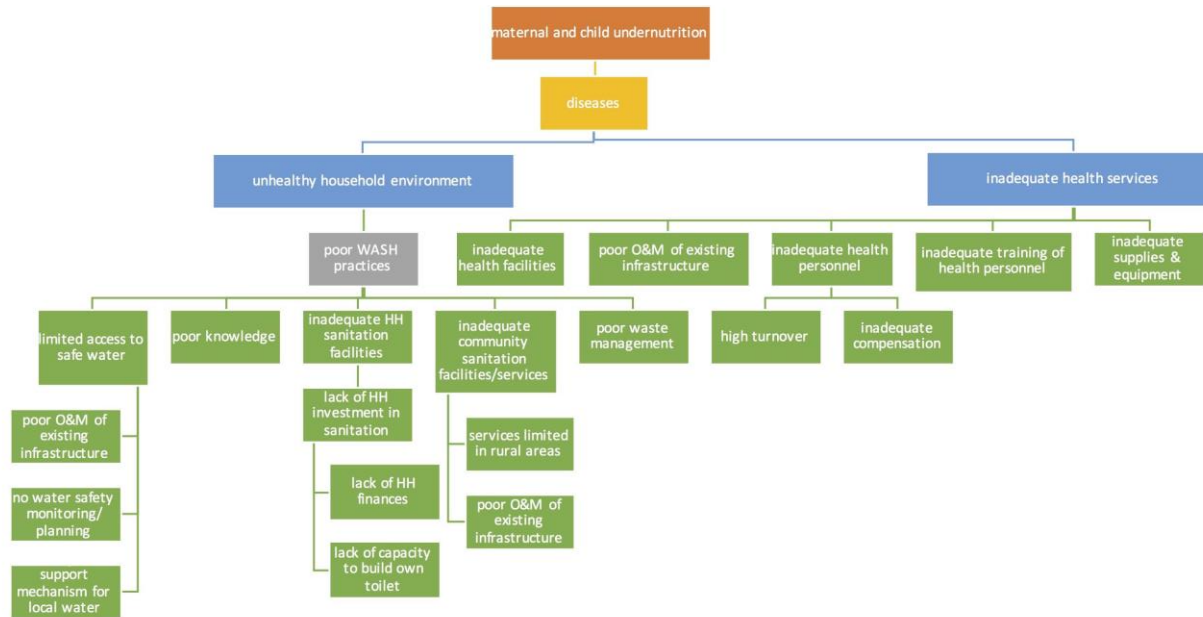 maternal and child undernutrition
diseases
unhealthy household environment
inadequate health services
poor WASH
practices
inadequate
health facilities
poor O&M of existing
infrastructure
inadequate health
personnel
inadequate training of
health personnel
inadequate
supplies &
equipment
limited access to
safe water
poor knowledge
inadequate HH
sanitation
facilities
inadequate
community
sanitation
facilities/services
poor waste
management
high turnover
inadequate
compensation
poor O&M of
existing
infrastructure
no water safety
monitoring/
planning
support
mechanism for
local water
lack of HH
investment in
sanitation
lack of HH
finances
lack of capacity
to build own
toilet
services limited
in rural areas
poor O&M of
existing
infrastructure